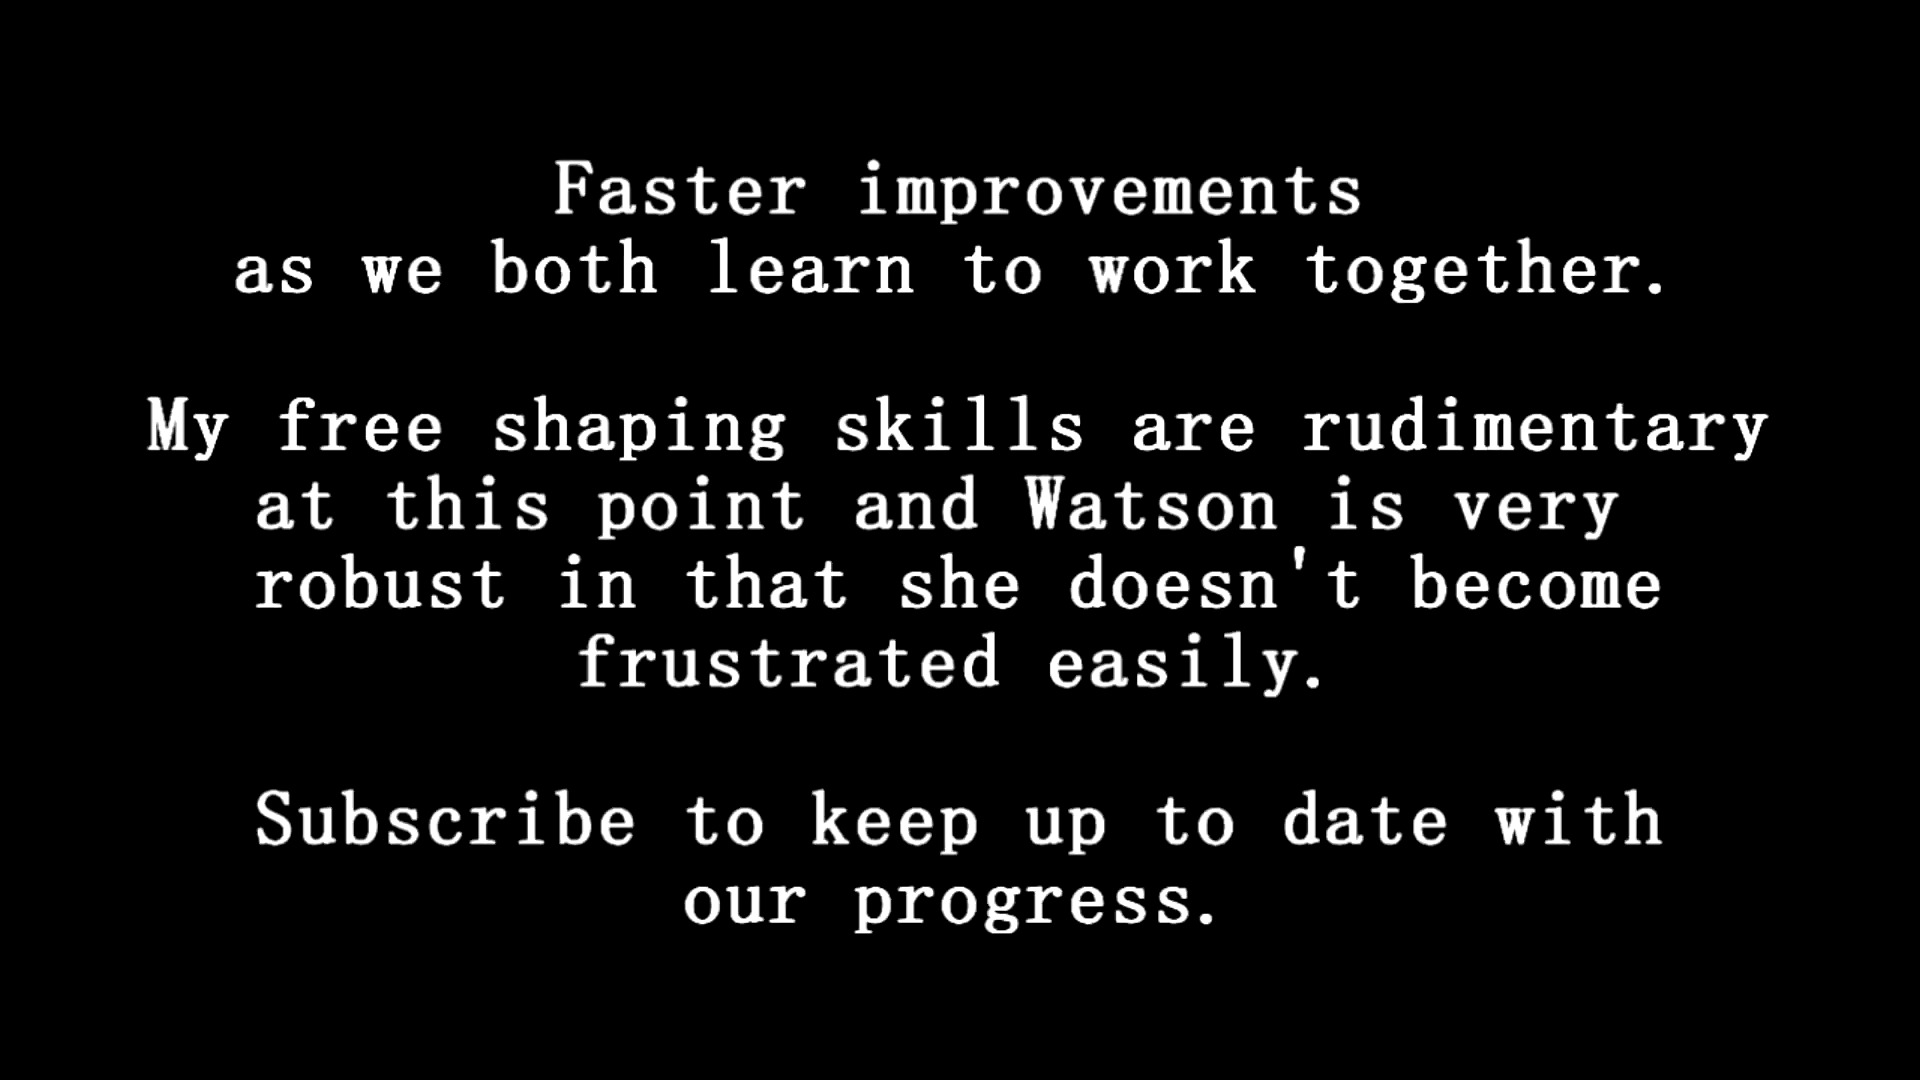 Faster improvements
as we both learn to work together.
My free shaping skills are rudimentary
at this point and Watson is very
robust in that she doesn't become
frustrated easily.
Subscribe to keep up to date with
our progress.